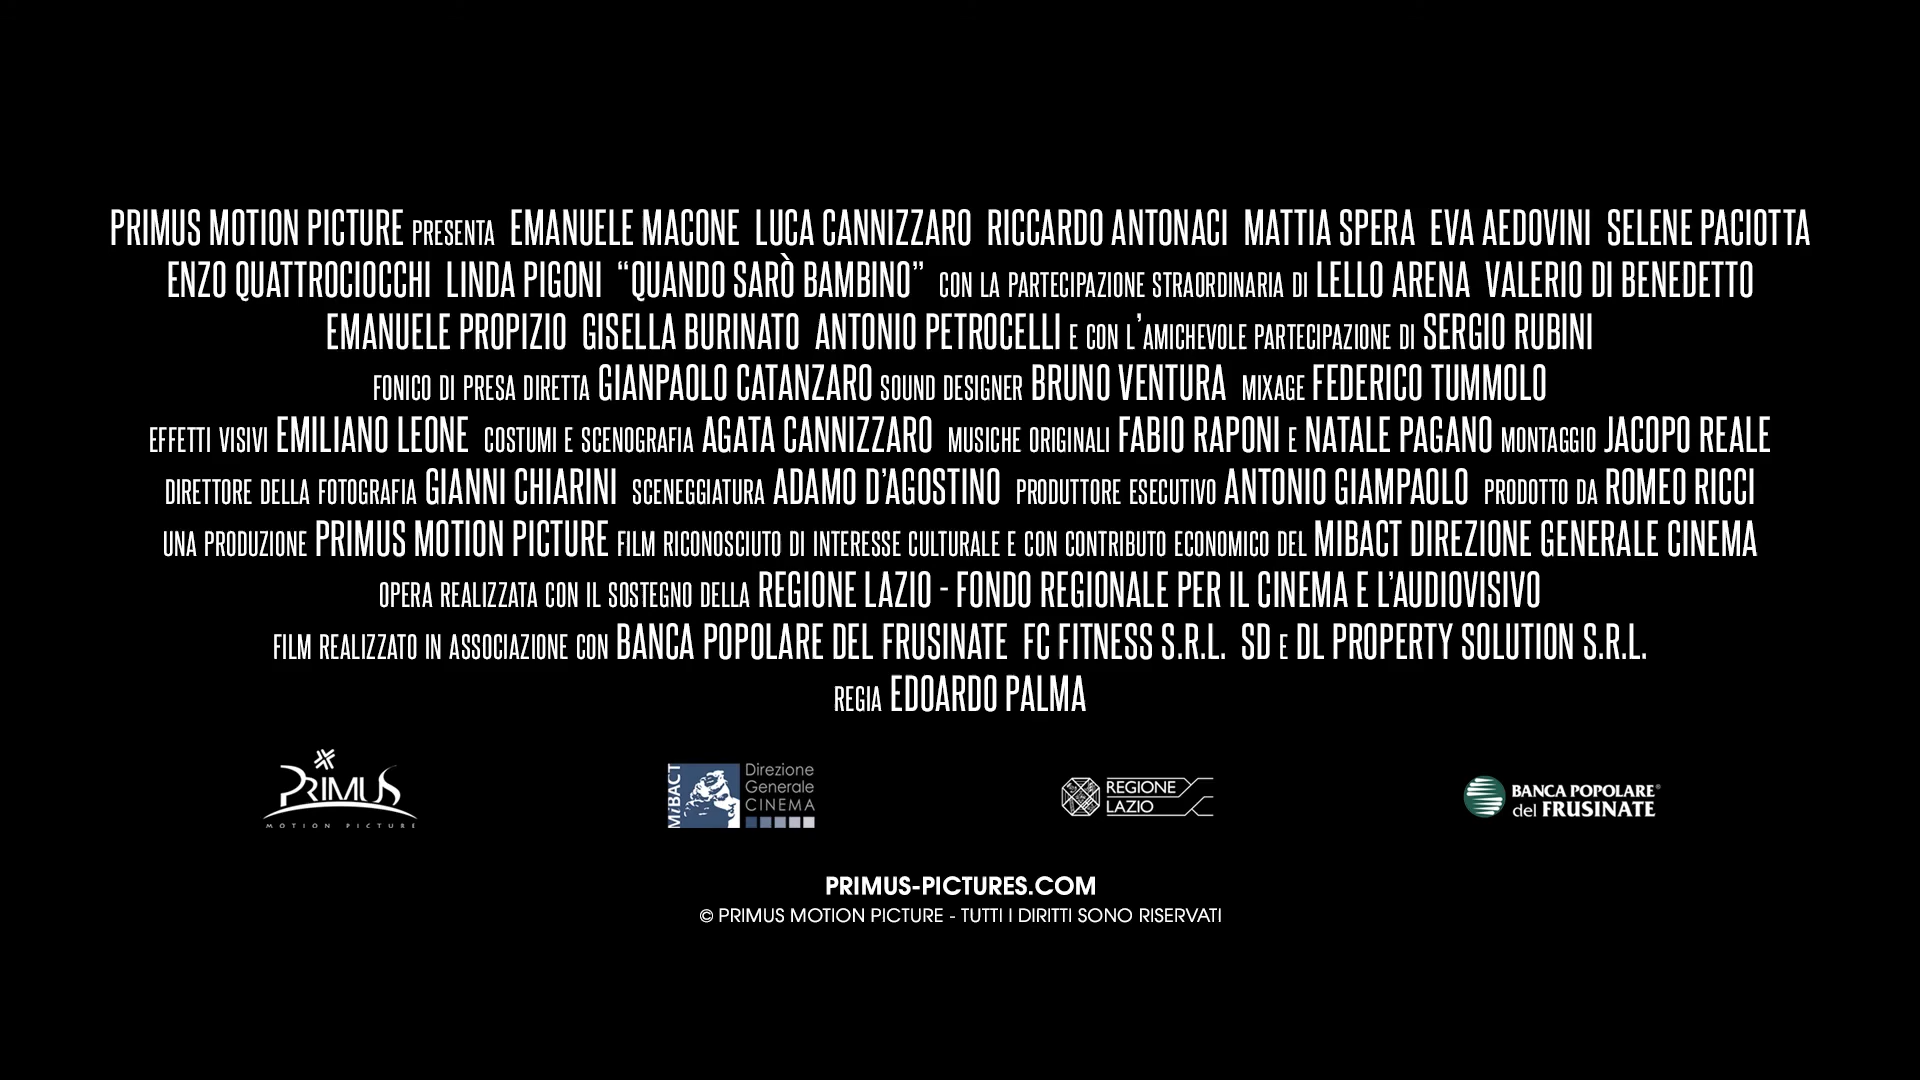 PRIMUS MOTION PICTURE PRESENTA EMANUELE MACONE LUCA CANNIZZARO RICCARDO ANTONACI MATTIA SPERA EVA AEDOVINI SELENE PACIOTTA
ENZO QUATTROCIOCCHI LINDA PIGONI “QUANDO SARÒ BAMBINO” CON LA PARTECIPAZIONE STRAORDINARIA DI LELLO ARENA VALERIO DI BENEDETTO
EMANUELE PROPIZIO GISELLA BURINATO ANTONIO PETROCELLI E CON L’AMICHEVOLE PARTECIPAZIONE DI SERGIO RUBINI
FONICO DI PRESA DIRETTA GIANPAOLO CATANZARO SOUND DESIGNER BRUNO VENTURA MIXAGE FEDERICO TUMMOLO
EFFETTI VISIVI EMILIANO LEONE COSTUMI E SCENOGRAFIA AGATA CANNIZZARO MUSICHE ORIGINALI FABIO RAPONI E NATALE PAGANO MONTAGGIO JACOPO REALE
DIRETTORE DELLA FOTOGRAFIA GIANNI CHIARINI SCENEGGIATURA ADAMO D’AGOSTINO PRODUTTORE ESECUTIVO ANTONIO GIAMPAOLO PRODOTTO DA ROMEO RICCI
UNA PRODUZIONE PRIMUS MOTION PICTURE FILM RICONOSCIUTO DI INTERESSE CULTURALE E CON CONTRIBUTO ECONOMICO DEL MIBACT DIREZIONE GENERALE CINEMA
OPERA REALIZZATA CON IL SOSTEGNO DELLA REGIONE LAZIO - FONDO REGIONALE PER IL CINEMA E L’AUDIOVISIVO
FILM REALIZZATO IN ASSOCIAZIONE CON BANCA POPOLARE DEL FRUSINATE FC FITNESS S.R.L. SD E DL PROPERTY SOLUTION S.R.L.
REGIA EDOARDO PALMA
PRIMUS
MOTION PICTURE
MiBACT
Direzione
Generale
CINEMA
REGIONE
LAZIO
BANCA POPOLARE®
del FRUSINATE
PRIMUS-PICTURES.COM
© PRIMUS MOTION PICTURE - TUTTI I DIRITTI SONO RISERVATI